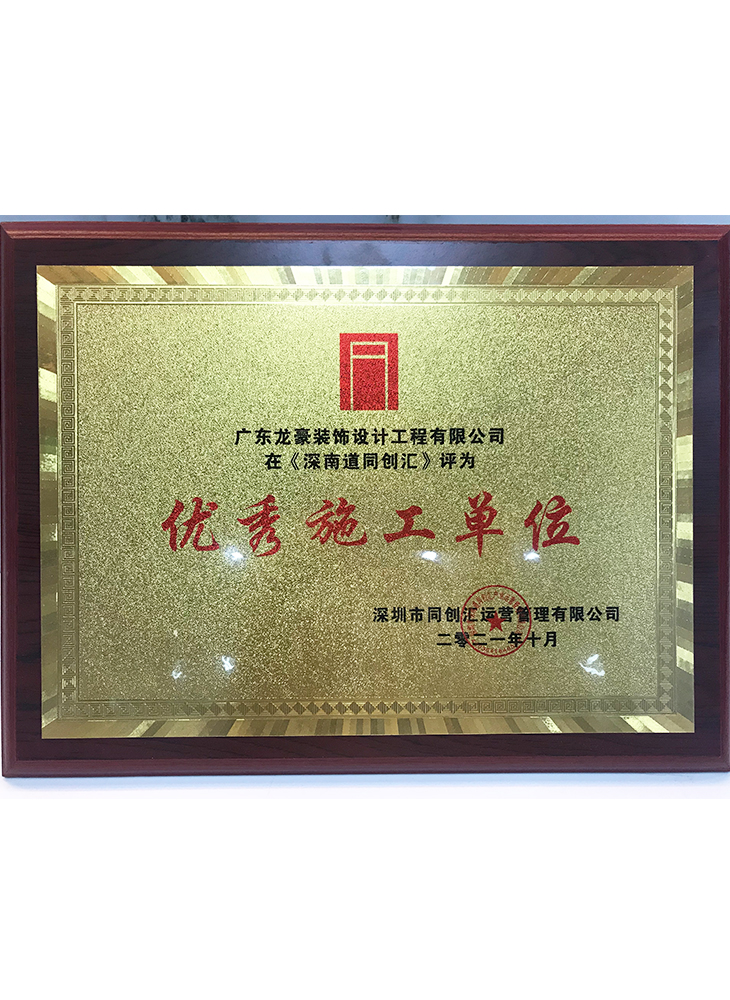 广东龙豪装饰设计工程有限公司
在《深南道同创汇》评为
优秀施工单位
深圳市同创汇运营管理有限公司
二零二一年十月